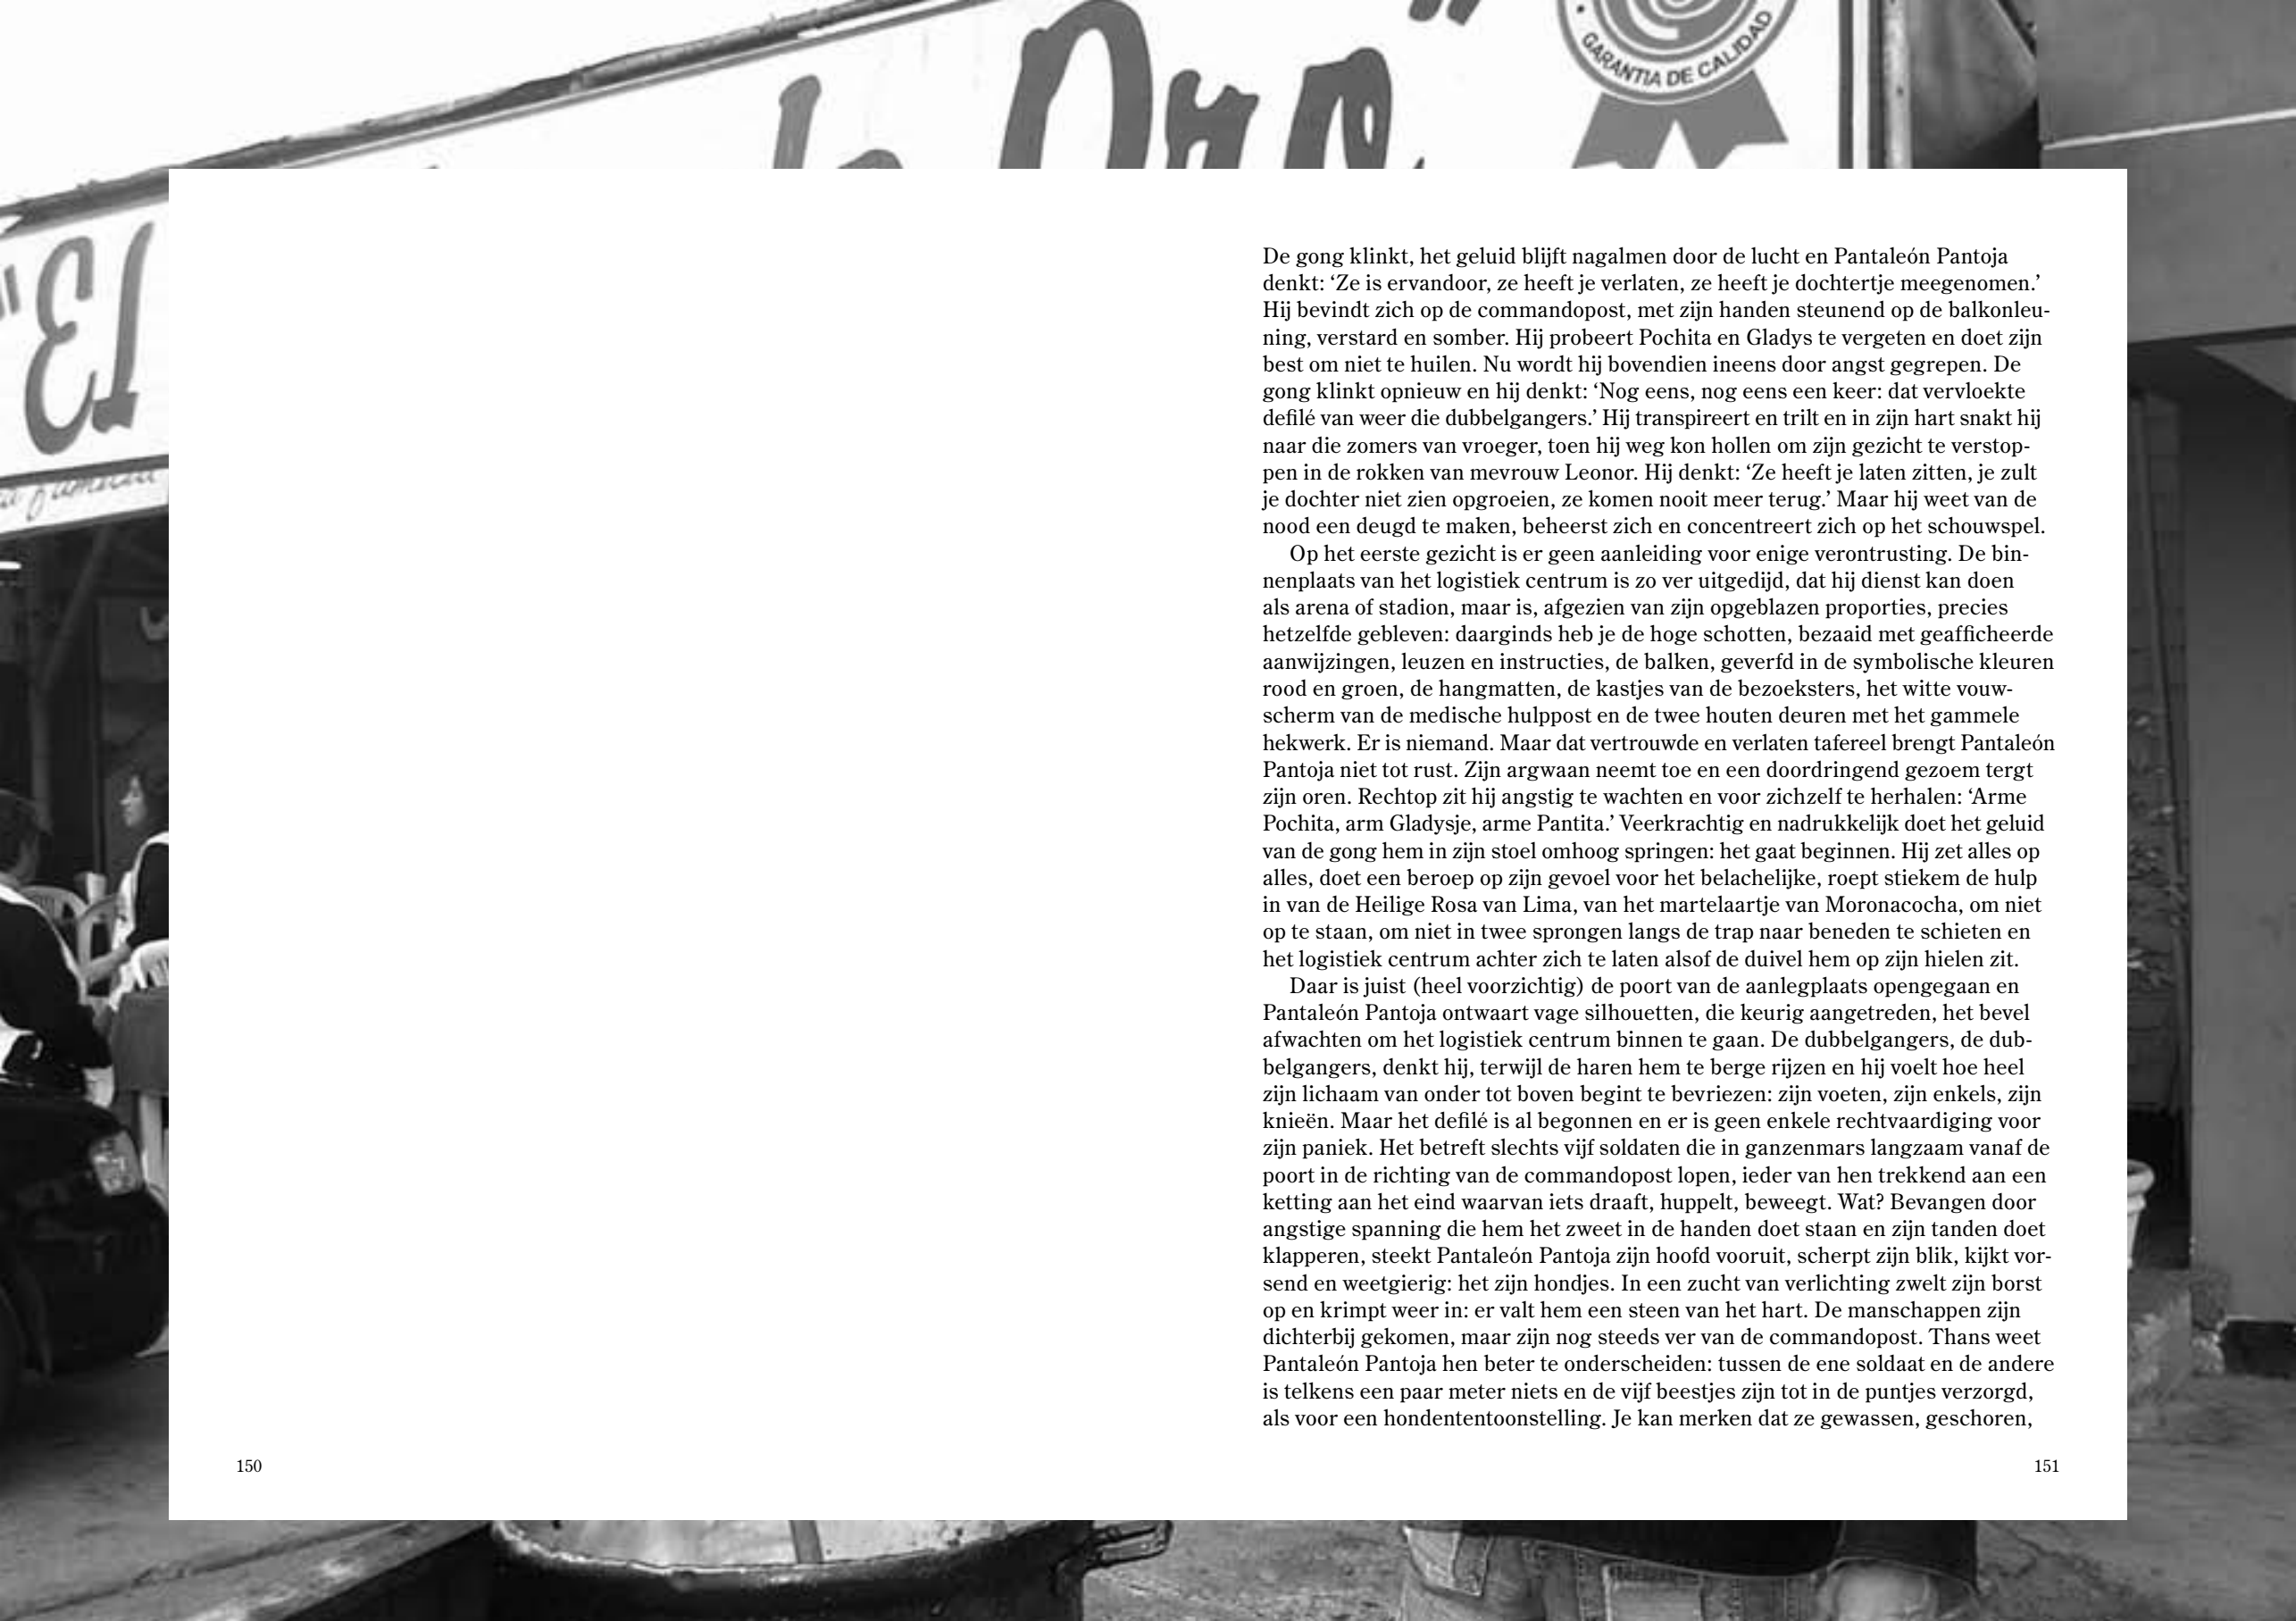 GARANTIA DE CALIDAD
"El
De gong klinkt, het geluid blijft nagalmen door de lucht en Pantaleón Pantoja
denkt: ‘Ze is ervandoor, ze heeft je verlaten, ze heeft je dochtertje meegenomen.’
Hij bevindt zich op de commandopost, met zijn handen steunend op de balkonleu-
ning, verstard en somber. Hij probeert Pochita en Gladys te vergeten en doet zijn
best om niet te huilen. Nu wordt hij bovendien ineens door angst gegrepen. De
gong klinkt opnieuw en hij denkt: ‘Nog eens, nog eens een keer: dat vervloekte
defilé van weer die dubbelgangers.’ Hij transpireert en trilt en in zijn hart snakt hij
naar die zomers van vroeger, toen hij weg kon hollen om zijn gezicht te verstop-
pen in de rokken van mevrouw Leonor. Hij denkt: ‘Ze heeft je laten zitten, je zult
je dochter niet zien opgroeien, ze komen nooit meer terug.’ Maar hij weet van de
nood een deugd te maken, beheerst zich en concentreert zich op het schouwspel.
Op het eerste gezicht is er geen aanleiding voor enige verontrusting. De bin-
nenplaats van het logistiek centrum is zo ver uitgedijd, dat hij dienst kan doen
als arena of stadion, maar is, afgezien van zijn opgeblazen proporties, precies
hetzelfde gebleven: daarginds heb je de hoge schotten, bezaaid met geafficheerde
aanwijzingen, leuzen en instructies, de balken, geverfd in de symbolische kleuren
rood en groen, de hangmatten, de kastjes van de bezoeksters, het witte vouw-
scherm van de medische hulppost en de twee houten deuren met het gammele
hekwerk. Er is niemand. Maar dat vertrouwde en verlaten tafereel brengt Pantaleón
Pantoja niet tot rust. Zijn argwaan neemt toe en een doordringend gezoem tergt
zijn oren. Rechtop zit hij angstig te wachten en voor zichzelf te herhalen: ‘Arme
Pochita, arm Gladysje, arme Pantita.’ Veerkrachtig en nadrukkelijk doet het geluid
van de gong hem in zijn stoel omhoog springen: het gaat beginnen. Hij zet alles op
alles, doet een beroep op zijn gevoel voor het belachelijke, roept stiekem de hulp
in van de Heilige Rosa van Lima, van het martelaartje van Moronacocha, om niet
op te staan, om niet in twee sprongen langs de trap naar beneden te schieten en
het logistiek centrum achter zich te laten alsof de duivel hem op zijn hielen zit.
Daar is juist (heel voorzichtig) de poort van de aanlegplaats opengegaan en
Pantaleón Pantoja ontwaart vage silhouetten, die keurig aangetreden, het bevel
afwachten om het logistiek centrum binnen te gaan. De dubbelgangers, de dub-
belgangers, denkt hij, terwijl de haren hem te berge rijzen en hij voelt hoe heel
zijn lichaam van onder tot boven begint te bevriezen: zijn voeten, zijn enkels, zijn
knieën. Maar het defilé is al begonnen en er is geen enkele rechtvaardiging voor
zijn paniek. Het betreft slechts vijf soldaten die in ganzenmars langzaam vanaf de
poort in de richting van de commandopost lopen, ieder van hen trekkend aan een
ketting aan het eind waarvan iets draaft, huppelt, beweegt. Wat? Bevangen door
angstige spanning die hem het zweet in de handen doet staan en zijn tanden doet
klapperen, steekt Pantaleón Pantoja zijn hoofd vooruit, scherpt zijn blik, kijkt vor-
send en weetgierig: het zijn hondjes. In een zucht van verlichting zwelt zijn borst
op en krimpt weer in: er valt hem een steen van het hart. De manschappen zijn
dichterbij gekomen, maar zijn nog steeds ver van de commandopost. Thans weet
Pantaleón Pantoja hen beter te onderscheiden: tussen de ene soldaat en de andere
is telkens een paar meter niets en de vijf beestjes zijn tot in de puntjes verzorgd,
als voor een hondententoonstelling. Je kan merken dat ze gewassen, geschoren,
150
151